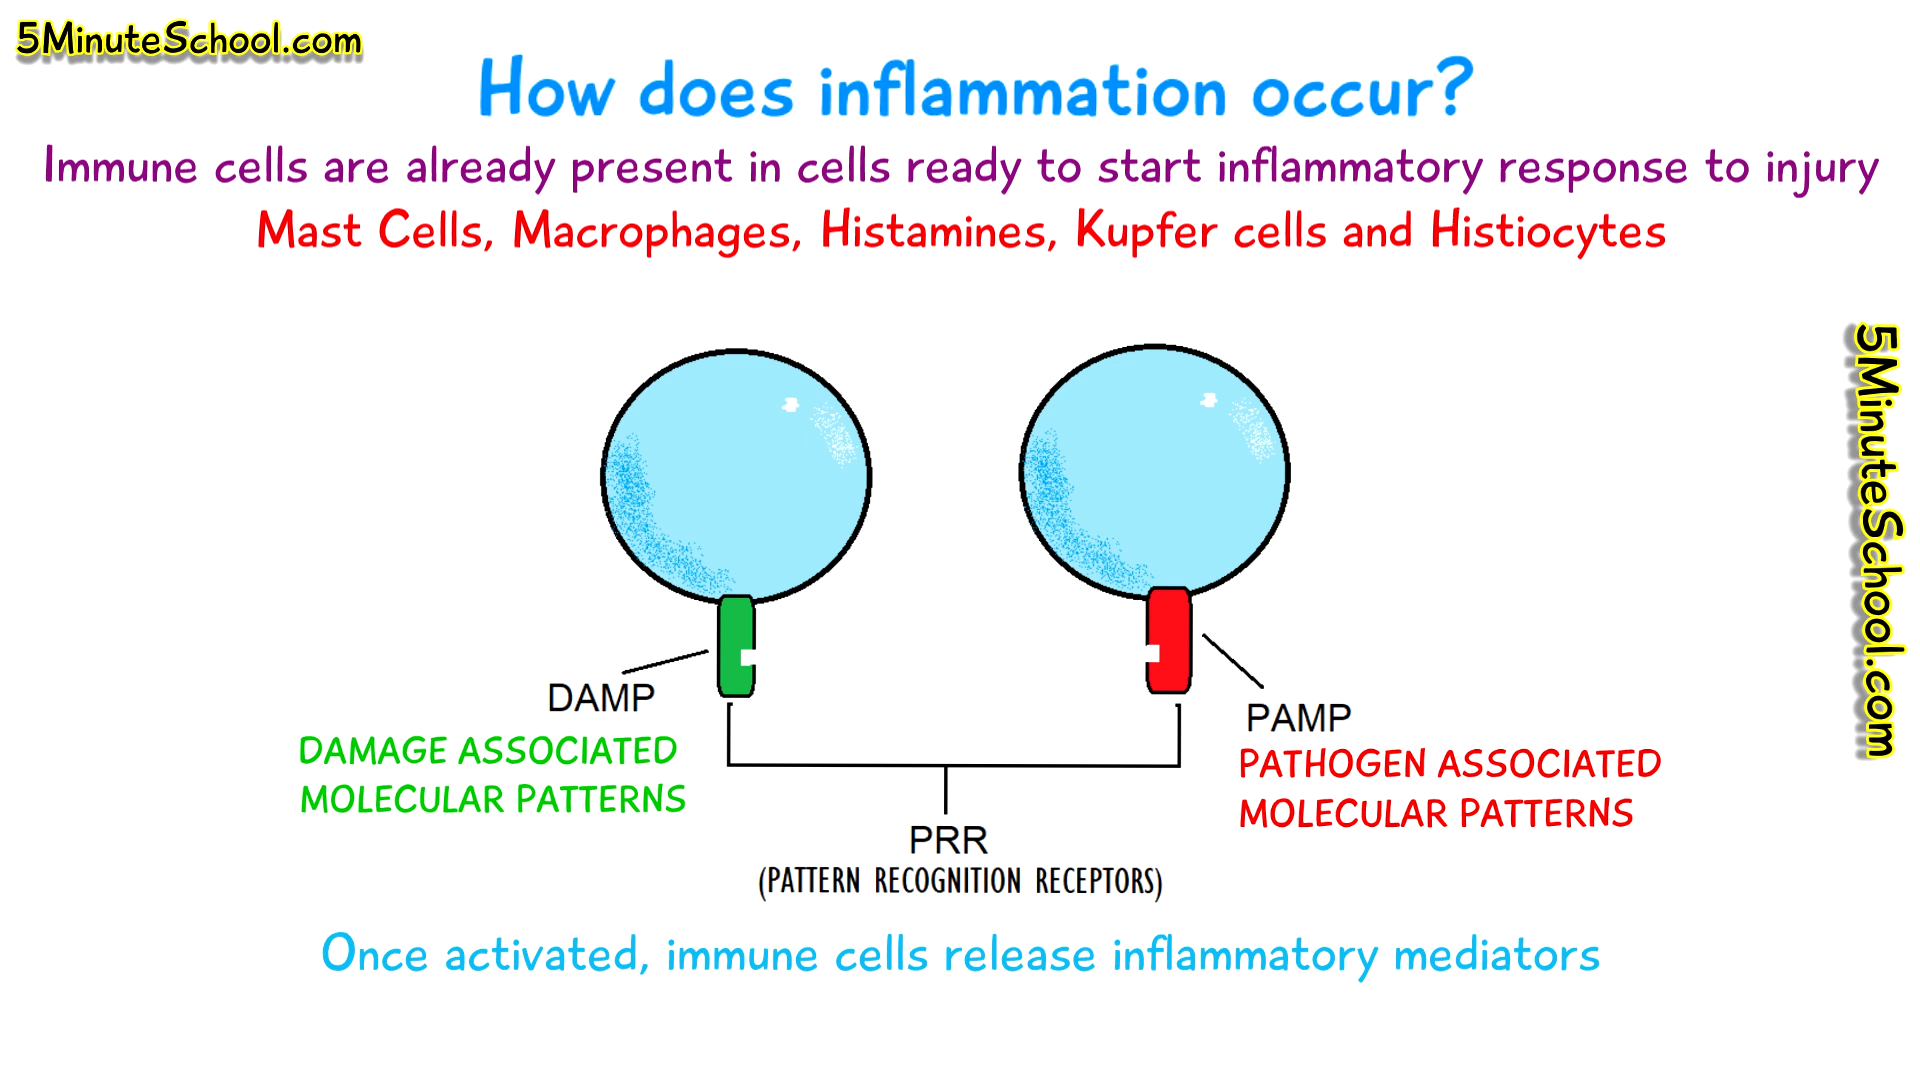 5MinuteSchool.com
How does inflammation occur?
Immune cells are already present in cells ready to start inflammatory response to injury
Mast Cells, Macrophages, Histamines, Kupfer cells and Histiocytes
5MinuteSchool.com
DAMP
DAMAGE ASSOCIATED
MOLECULAR PATTERNS
PAMP
PATHOGEN ASSOCIATED
MOLECULAR PATTERNS
PRR
(PATTERN RECOGNITION RECEPTORS)
Once activated, immune cells release inflammatory mediators